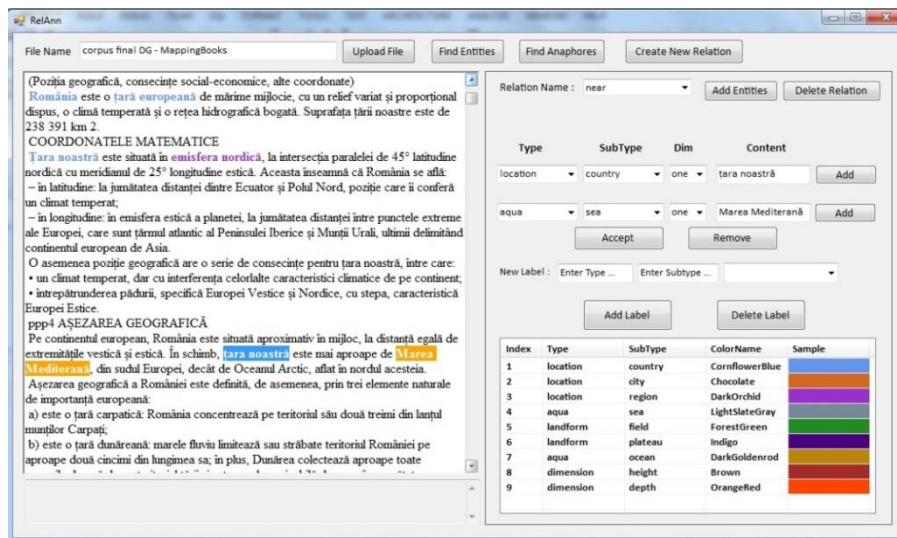 RelAnn
File Name corpus final DG - MappingBooks Upload File Find Entities Find Anaphores Create New Relation
(Poziția geografică, consecințe social-economice, alte coordonate)
România este o țară europeană de mărime mijlocie, cu un relief variat și proporțional
dispus, o climă temperată și o rețea hidrografică bogată. Suprafața țării noastre este de
238 391 km 2.
COORDONATELE MATEMATICE
Țara noastră este situată în emisfera nordică, la intersecția paralelei de 45° latitudine
nordică cu meridianul de 25° longitudine estică. Aceasta înseamnă că România se află:
– in latitudine: la jumătatea distanței dintre Ecuator și Polul Nord, poziție care ii conferă
un climat temperat;
– in longitudine: in emisfera estică a planetei, la jumătatea distanței intre punctele extreme
ale Europei, care sunt țărmul atlantic al Peninsulei Iberice și Munții Urali, ultimii delimitând
continentul european de Asia.
O asemenea poziție geografică are o serie de consecințe pentru țara noastră, intre care:
• un climat temperat, dar cu interferența celorlalte caracteristici climatice de pe continent;
• intrepătrunderea pădurii, specifică Europei Vestice și Nordice, cu stepa, caracteristică
Europei Estice.
ppp4 AȘEZAREA GEOGRAFICĂ
Pe continentul european, România este situată aproximativ în mijloc, la distanță egală de
extremitățile vestică și estică. În schimb, țara noastră este mai aproape de Marea
Mediterană, din sudul Europei, decât de Oceanul Arctic, aflat în nordul acesteia.
Așezarea geografică a României este definită, de asemenea, prin trei elemente naturale
de importanță europeană:
a) este o țară carpatică: România concentrează pe teritoriul său două treimi din lanțul
munților Carpați;
b) este o țară dunăreană: marele fluviu limitează sau străbate teritoriul României pe
aproape două cincimi din lungimea sa; in plus, Dunărea colectează aproape toate
Relation Name : near Add Entities Delete Relation
Type SubType Dim Content
location country one țara noastră Add
aqua sea one Marea Mediterană Add
Accept Remove
New Label : Enter Type ... Enter Subtype ...
Add Label Delete Label
Index Type SubType ColorName Sample
1 location country CornflowerBlue
2 location city Chocolate
3 location region DarkOrchid
4 aqua sea LightSlateGray
5 landform field ForestGreen
6 landform plateau Indigo
7 aqua ocean DarkGoldenrod
8 dimension height Brown
9 dimension depth OrangeRed